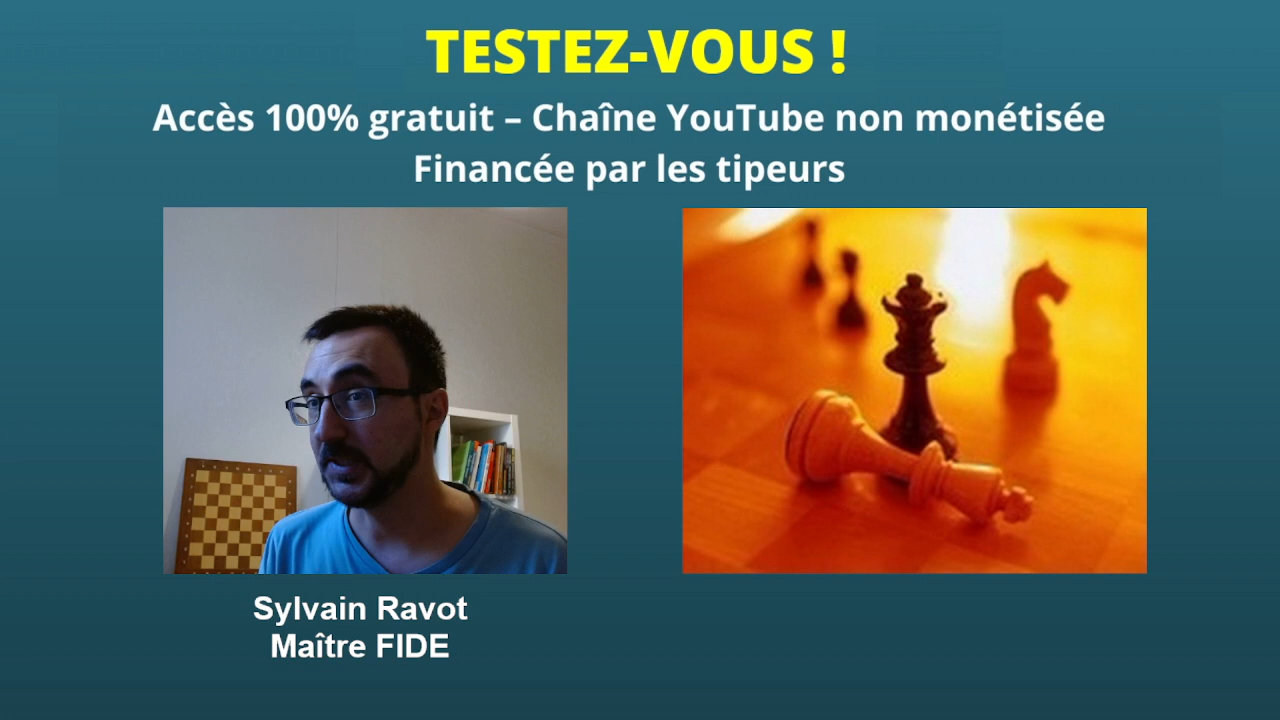 TESTEZ-VOUS !
Accès 100% gratuit – Chaîne YouTube non monétisée
Financée par les tipeurs
Sylvain Ravot
Maître FIDE